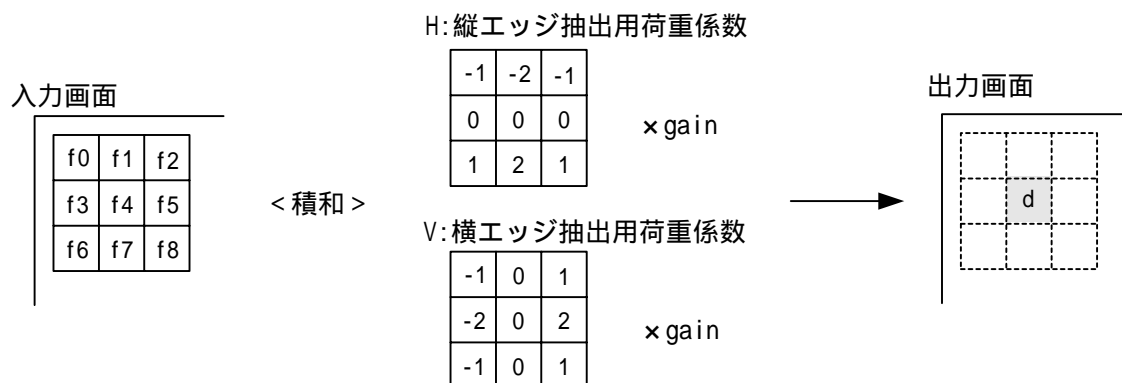 H:縦エッジ抽出用荷重係数
-1 -2 -1
0 0 0
1 2 1
×gain
入力画面
f0 f1 f2
f3 f4 f5
f6 f7 f8
<積和>
V:横エッジ抽出用荷重係数
-1 0 1
-2 0 2
-1 0 1
×gain
出力画面
d